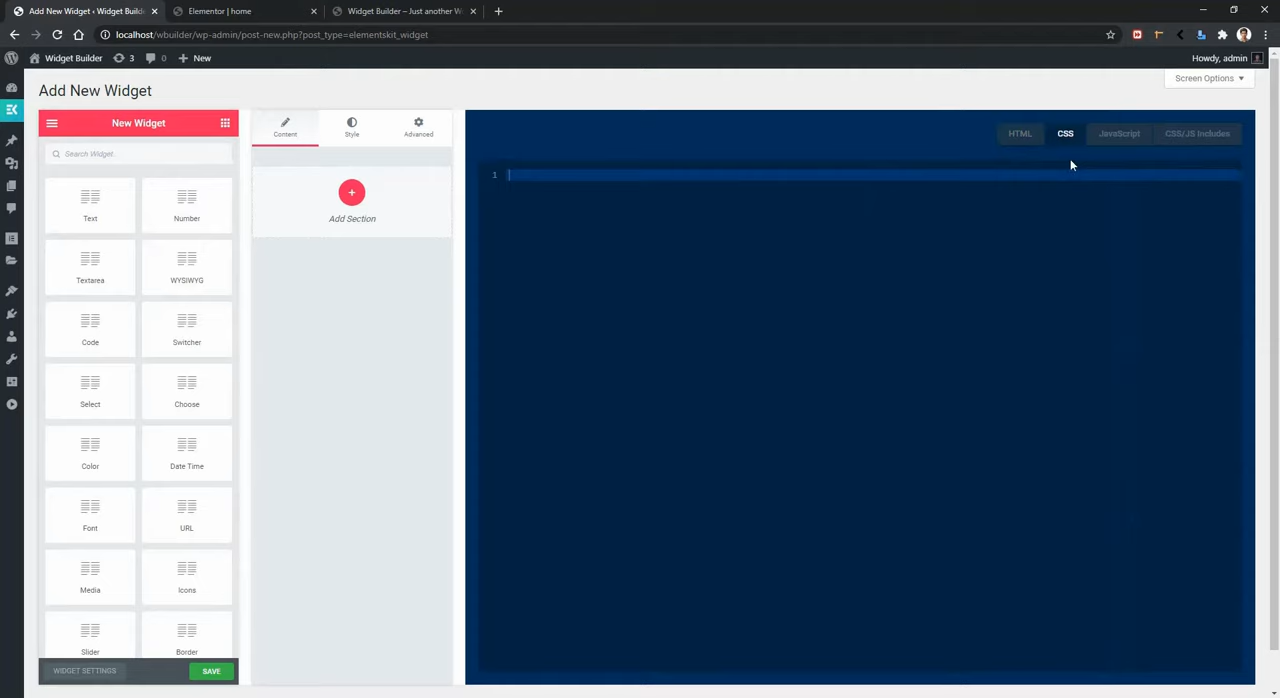 Add New Widget ‹ Widget Builde
Elementor | home
Widget Builder – Just another W
localhost/wbuilder/wp-admin/post-new.php?post_type=elementskit_widget
Widget Builder
3
0
New
Howdy, admin
Add New Widget
Screen Options
New Widget
Search Widget
Text
Number
Textarea
WYSIWYG
Code
Switcher
Select
Choose
Color
Date Time
Font
URL
Media
Icons
Slider
Border
WIDGET SETTINGS
SAVE
Content
Style
Advanced
Add Section
HTML
CSS
JavaScript
CSS/JS Includes
1